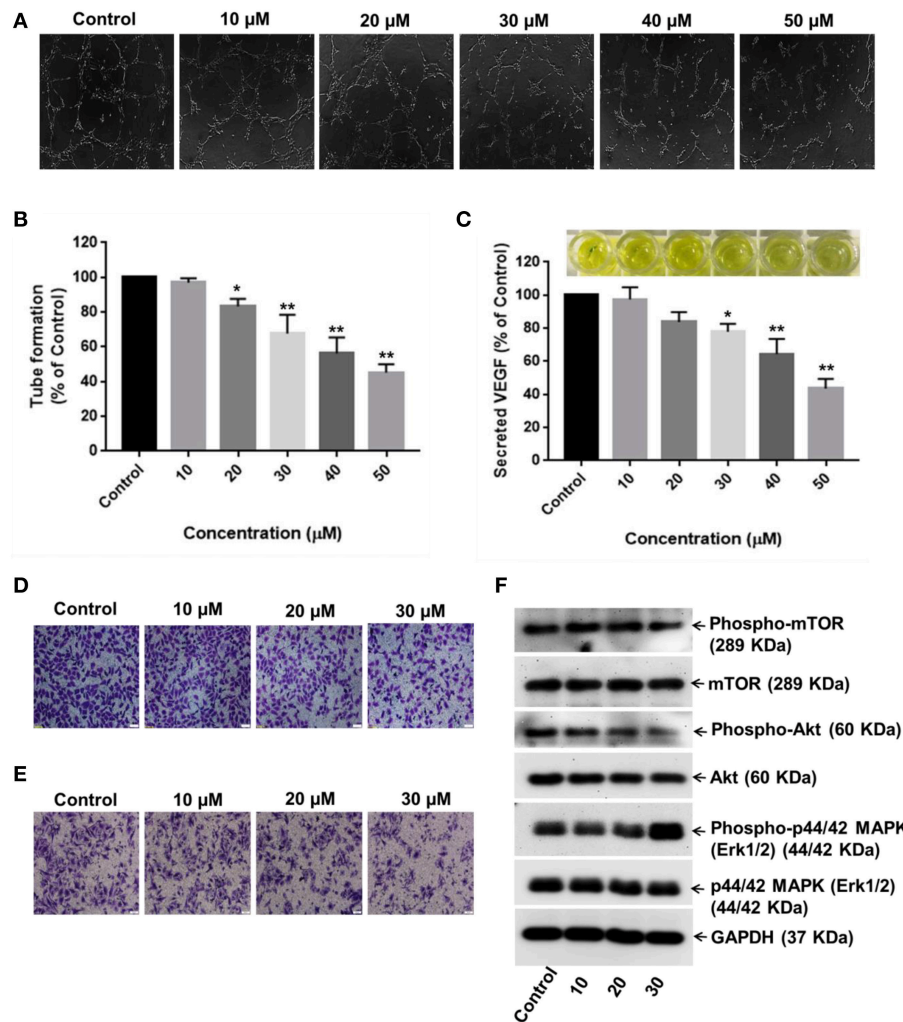 A
Control 10 µM 20 µM 30 µM 40 µM 50 µM
B
120
100
80
60
40
20
0
Tube formation
(% of Control)
*
**
**
**
Control 10 20 30 40 50
Concentration (µM)
C
120
100
80
60
40
20
0
Secreted VEGF (% of Control)
*
**
**
Control 10 20 30 40 50
Concentration (µM)
D
Control 10 µM 20 µM 30 µM
E
Control 10 µM 20 µM 30 µM
F
Phospho-mTOR
(289 KDa)
mTOR (289 KDa)
Phospho-Akt (60 KDa)
Akt (60 KDa)
Phospho-p44/42 MAPK
(Erk1/2) (44/42 KDa)
p44/42 MAPK (Erk1/2)
(44/42 KDa)
GAPDH (37 KDa)
Control 10 20 30